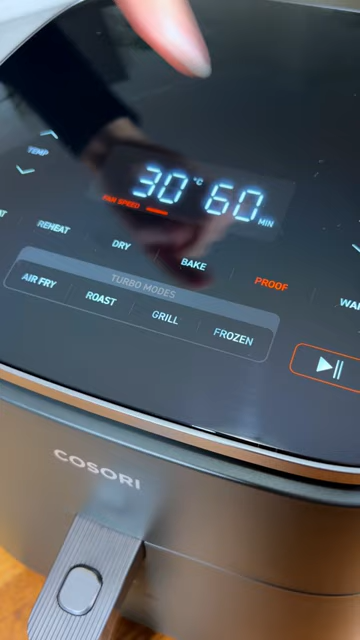 TEMP
30 °C 60 MIN
FAN SPEED
REHEAT
DRY
BAKE
PROOF
TURBO MODES
AIR FRY
ROAST
GRILL
FROZEN
COSORI